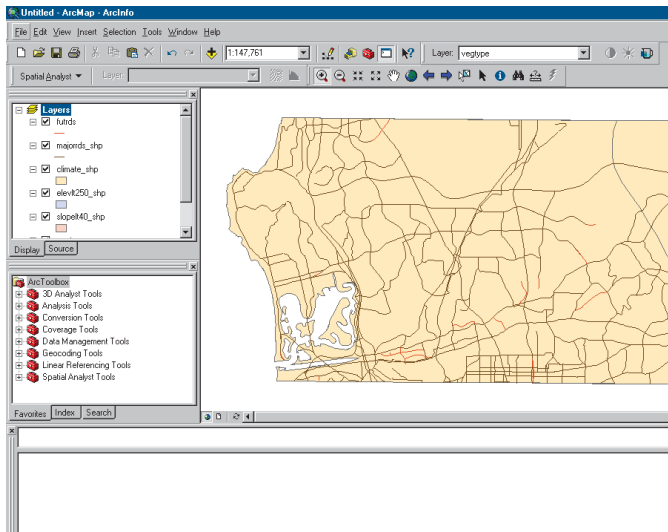 Untitled - ArcMap - ArcInfo
File Edit View Insert Selection Tools Window Help
1:147,761 Layer: vegtype
Spatial Analyst Layer:
Layers
futrds
majorrds_shp
climate_shp
elevlt250_shp
slopelt40_shp
Display Source
ArcToolbox
3D Analyst Tools
Analysis Tools
Conversion Tools
Coverage Tools
Data Management Tools
Geocoding Tools
Linear Referencing Tools
Spatial Analyst Tools
Favorites Index Search